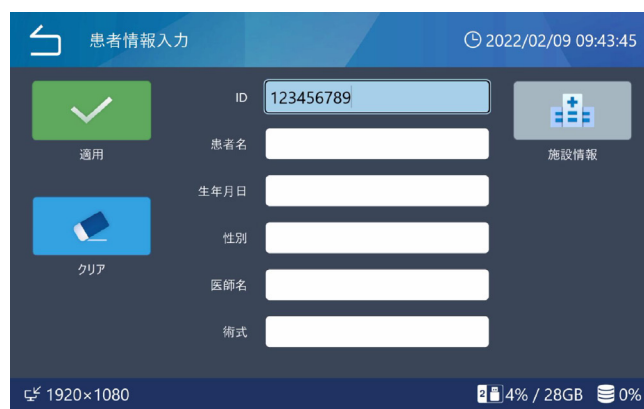 患者情報入力
2022/02/09 09:43:45
ID
123456789
適用
患者名
施設情報
生年月日
性別
クリア
医師名
術式
1920×1080
2
4% / 28GB
0%